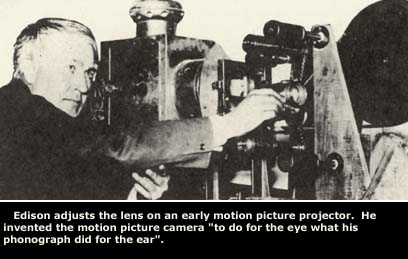 Edison adjusts the lens on an early motion picture projector. He
invented the motion picture camera "to do for the eye what his
phonograph did for the ear".